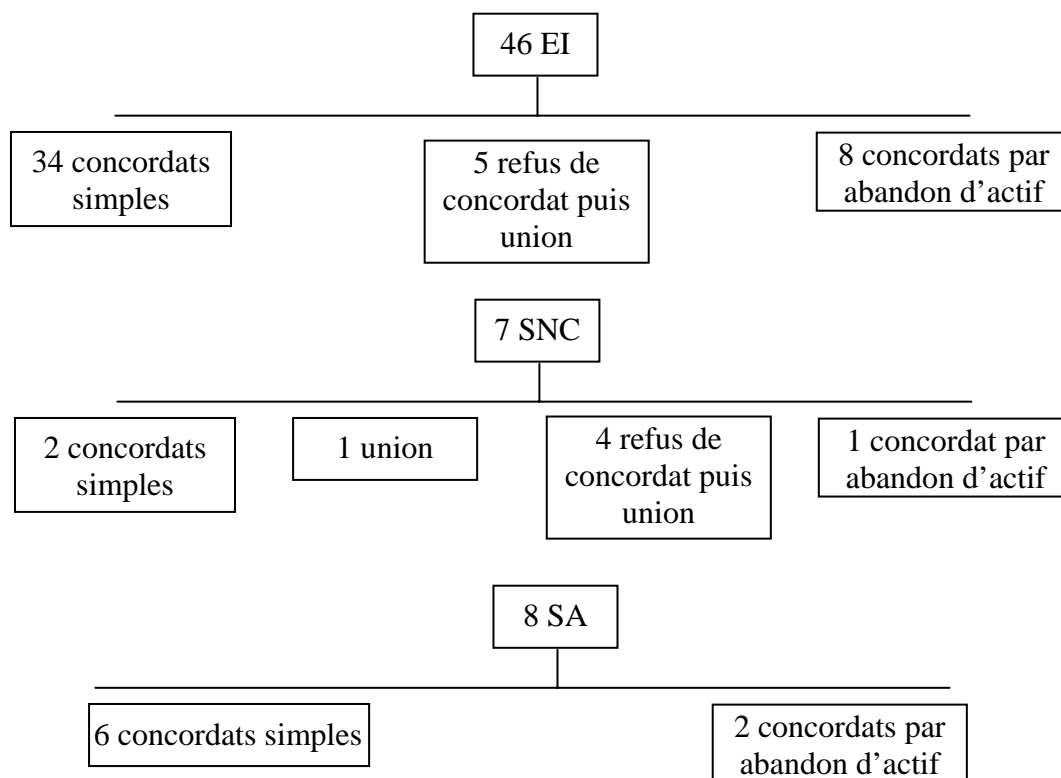 46 EI
34 concordats
simples
5 refus de
concordat puis
union
8 concordats par
abandon d’actif
7 SNC
2 concordats
simples
1 union
4 refus de
concordat puis
union
1 concordat par
abandon d’actif
8 SA
6 concordats simples
2 concordats par
abandon d’actif